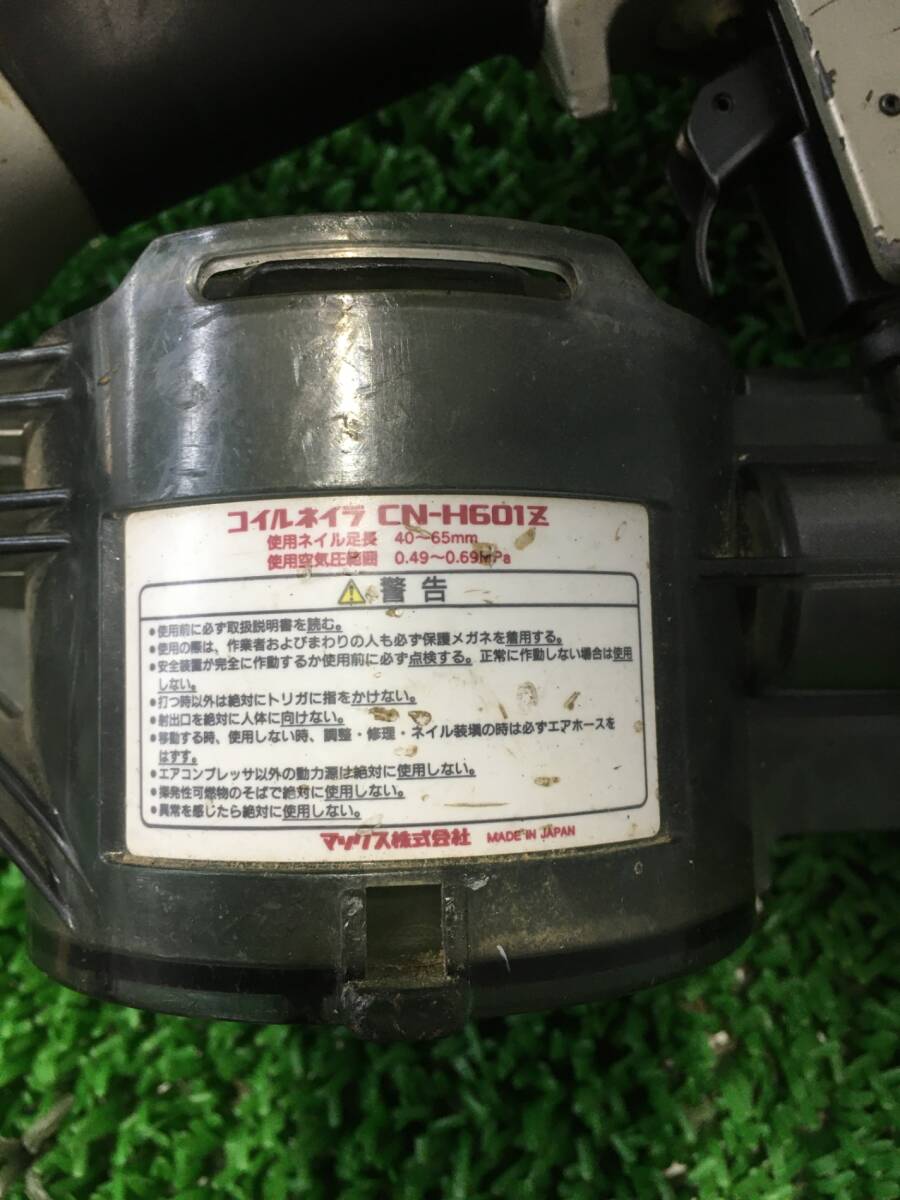 コイルネイラ CN-H601Z
使用ネイル足長 40～65mm
使用空気圧範囲 0.49～0.69MPa
警告
•使用前に必ず取扱説明書を読む。
•使用の際は、作業者およびまわりの人も必ず保護メガネを着用する。
•安全装置が完全に作動するか使用前に必ず点検する。正常に作動しない場合は使用
しない。
•打つ時以外は絶対にトリガに指をかけない。
•射出口を絶対に人体に向けない。
•移動する時、使用しない時、調整・修理・ネイル装填の時は必ずエアホースを
はずす。
•エアコンプレッサ以外の動力源は絶対に使用しない。
•揮発性可燃物のそばで絶対に使用しない。
•異常を感じたら絶対に使用しない。
マックス株式会社 MADE IN JAPAN